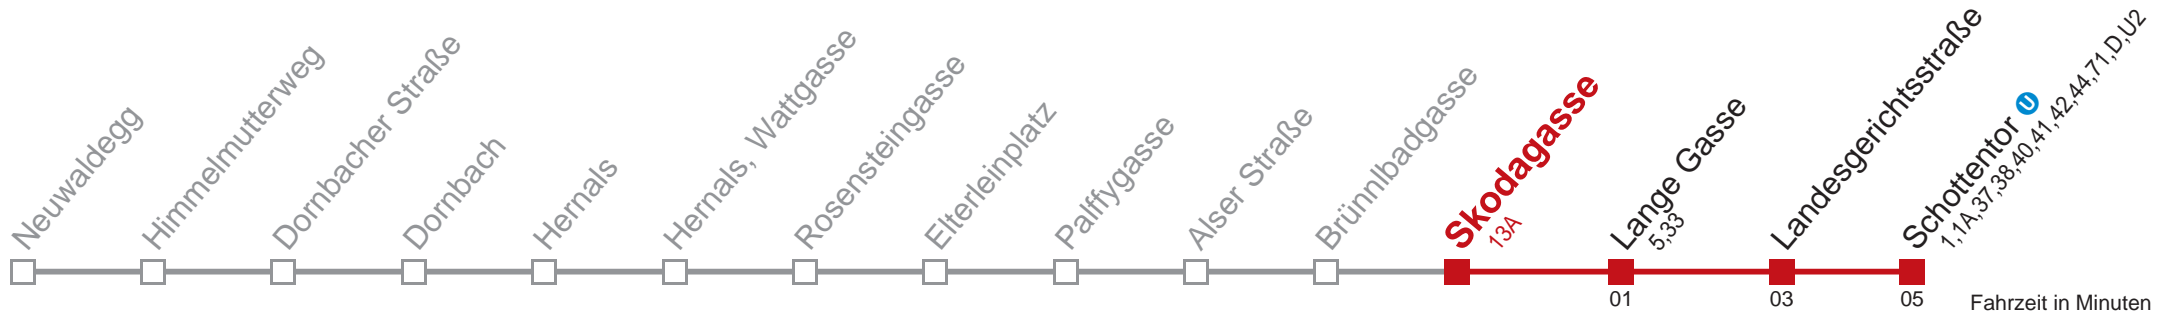 Neuwaldegg
Himmelmutterweg
Dornbacher Straße
Dornbach
Hernals
Hernals, Wattgasse
Rosensteingasse
Elterleinplatz
Palffygasse
Alser Straße
Brünnlbadgasse
Skodagasse
13A
Lange Gasse
5,33
Landesgerichtsstraße
Schottentor U
1,1A,37,38,40,41,42,44,71,D,U2
01
03
05
Fahrzeit in Minuten